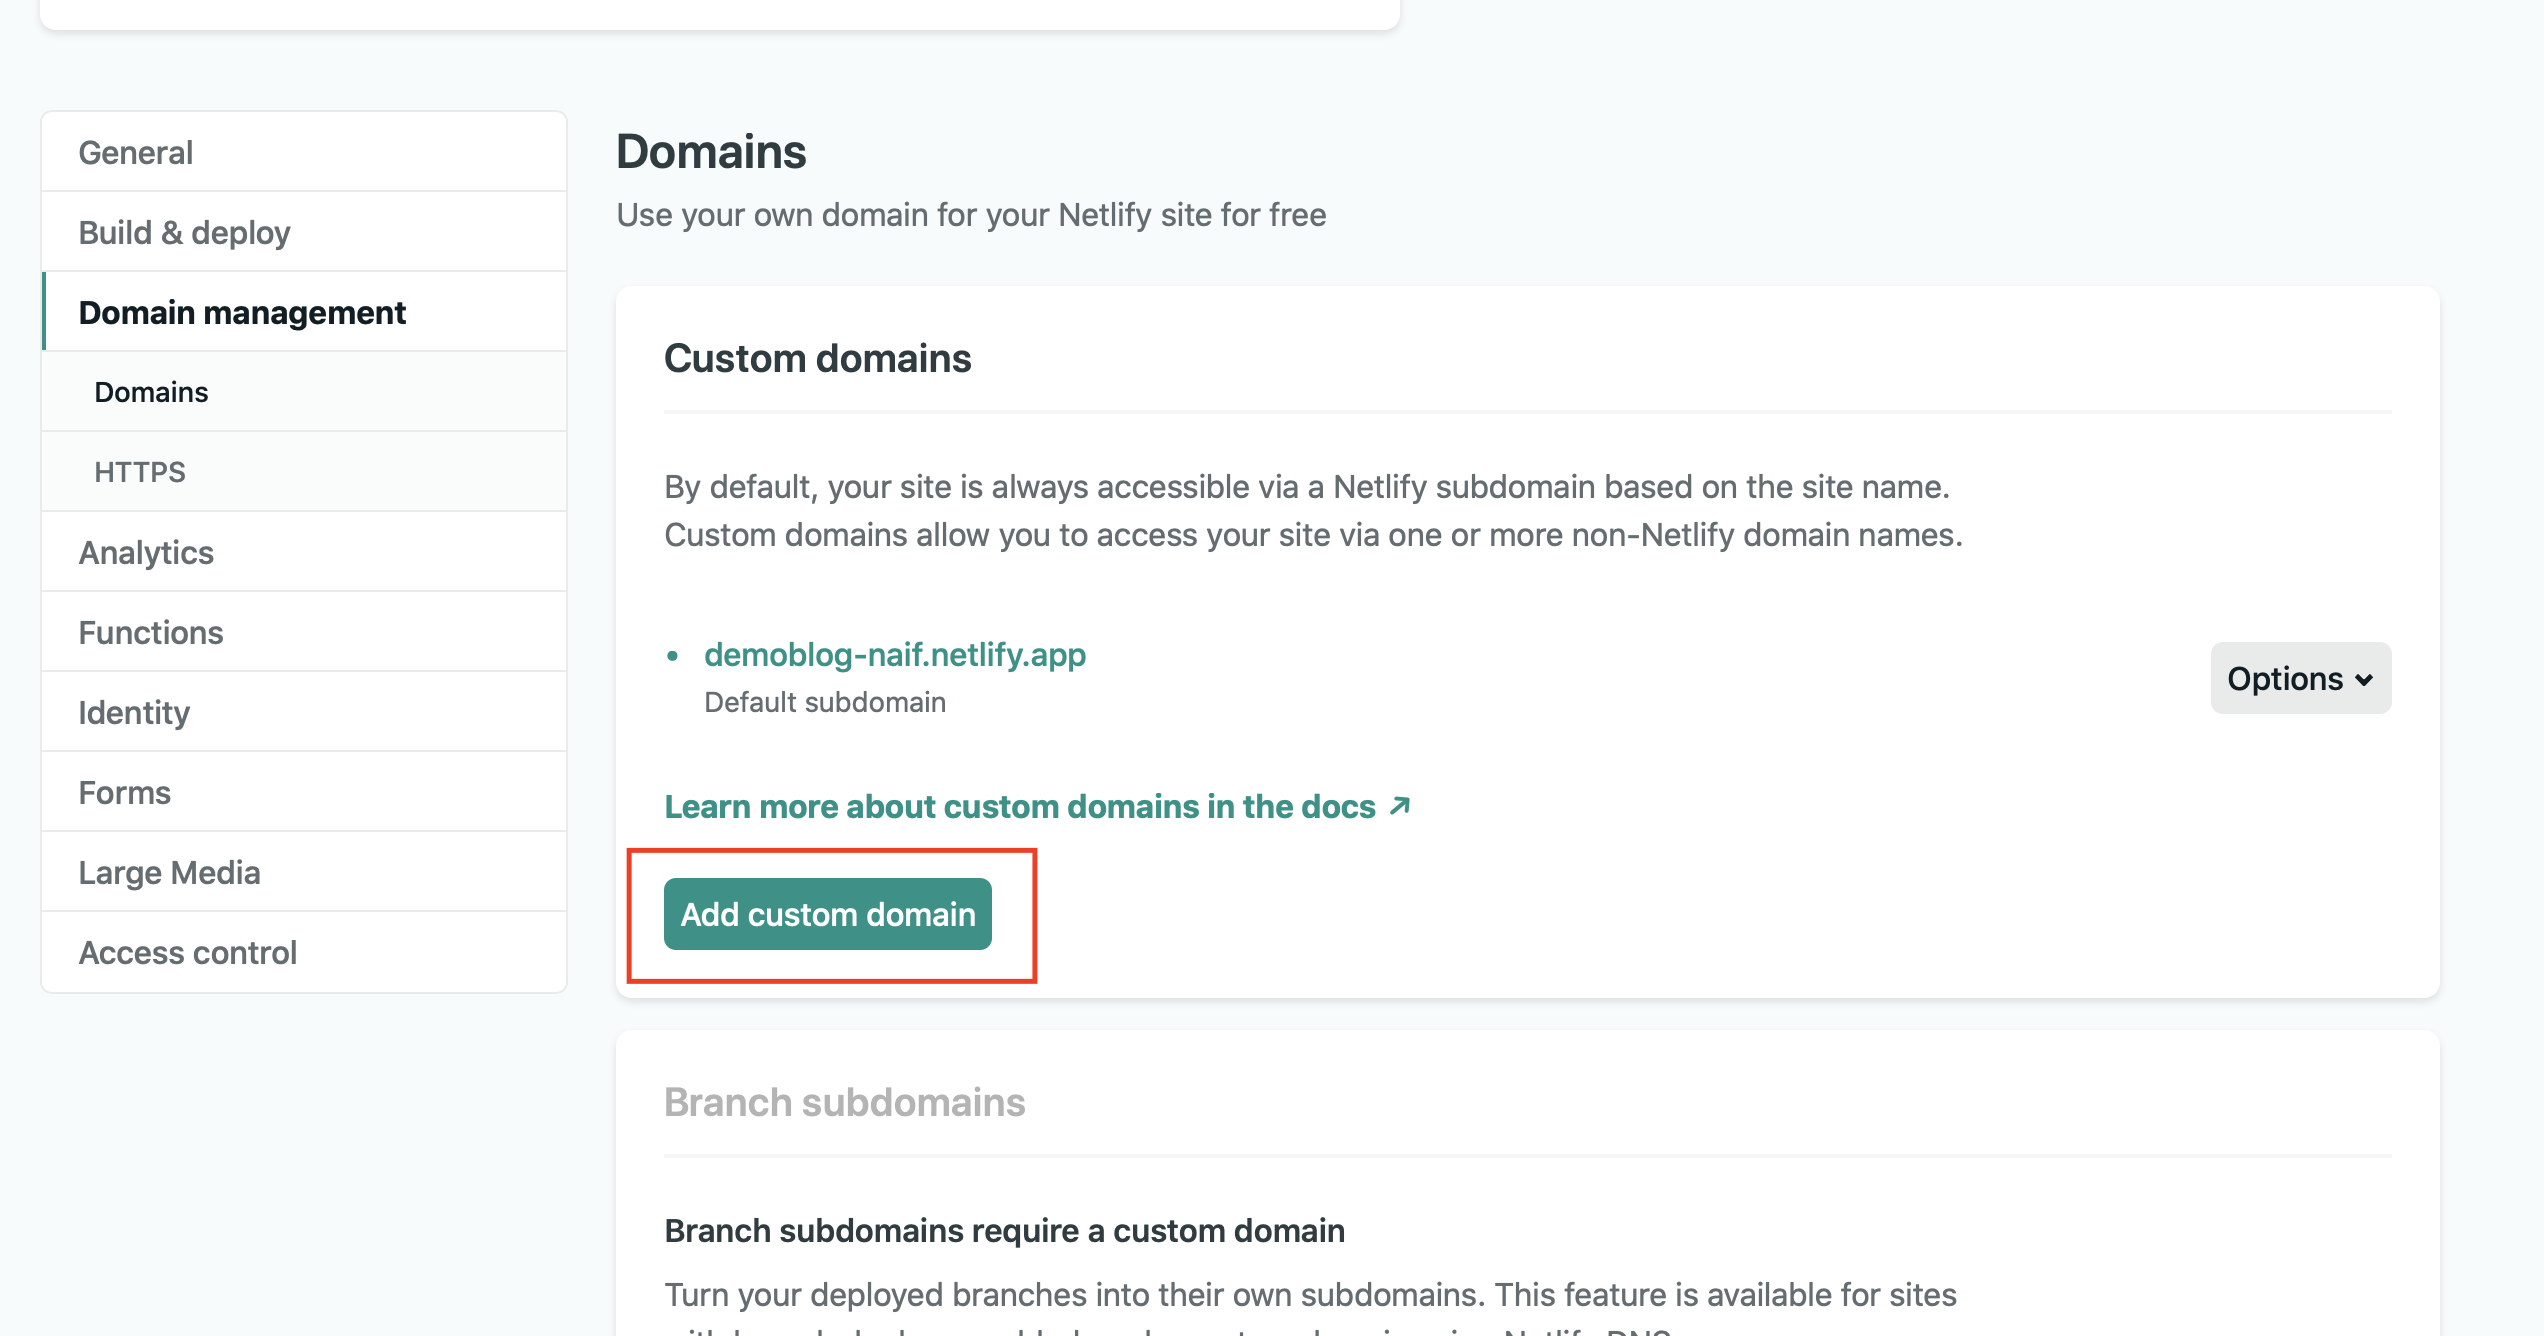 General
Build & deploy
Domain management
Domains
HTTPS
Analytics
Functions
Identity
Forms
Large Media
Access control
Domains
Use your own domain for your Netlify site for free
Custom domains
By default, your site is always accessible via a Netlify subdomain based on the site name.
Custom domains allow you to access your site via one or more non-Netlify domain names.
• demoblog-naif.netlify.app
Default subdomain
Options
Learn more about custom domains in the docs ↗
Add custom domain
Branch subdomains
Branch subdomains require a custom domain
Turn your deployed branches into their own subdomains. This feature is available for sites
Netlify DNS